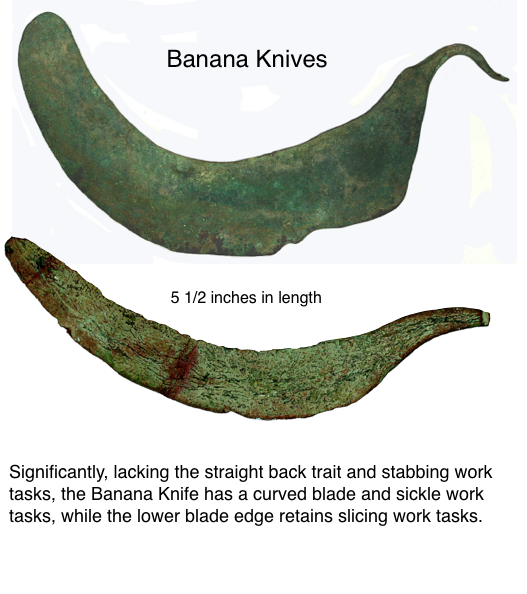 Banana Knives
5 1/2 inches in length
Significantly, lacking the straight back trait and stabbing work
tasks, the Banana Knife has a curved blade and sickle work
tasks, while the lower blade edge retains slicing work tasks.